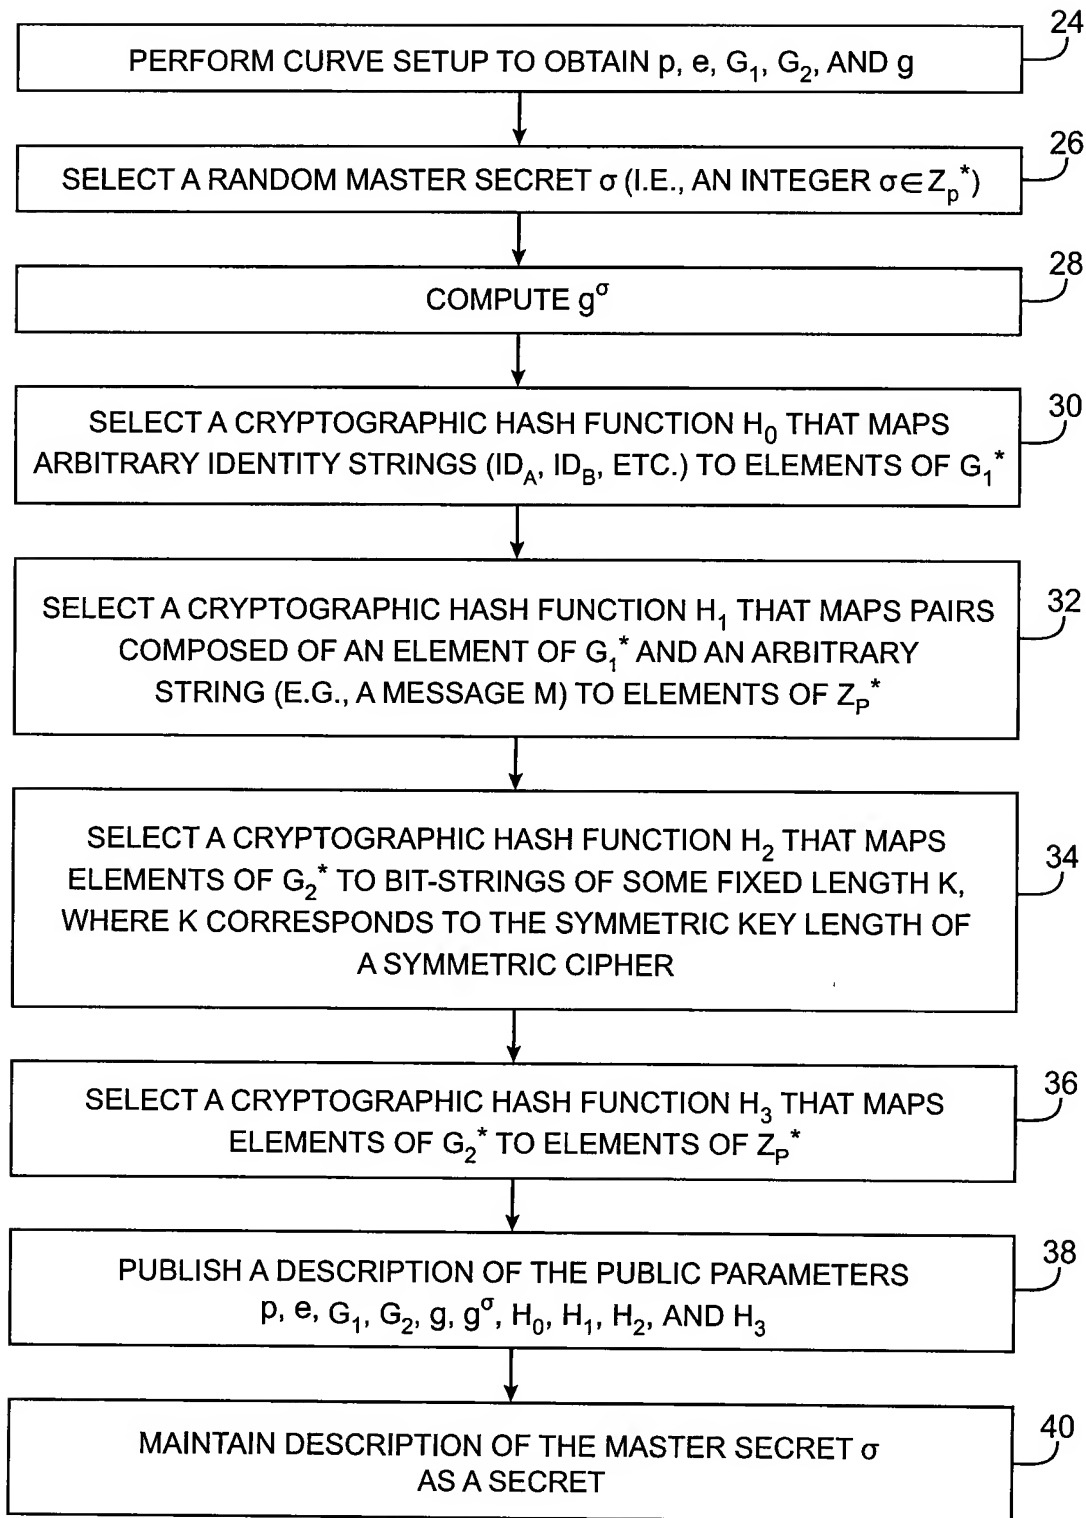 24
PERFORM CURVE SETUP TO OBTAIN p, e, G₁, G₂, AND g
26
SELECT A RANDOM MASTER SECRET σ (I.E., AN INTEGER σ∈Zₚ*)
28
COMPUTE g^σ
30
SELECT A CRYPTOGRAPHIC HASH FUNCTION H₀ THAT MAPS
ARBITRARY IDENTITY STRINGS (ID_A, ID_B, ETC.) TO ELEMENTS OF G₁*
32
SELECT A CRYPTOGRAPHIC HASH FUNCTION H₁ THAT MAPS PAIRS
COMPOSED OF AN ELEMENT OF G₁* AND AN ARBITRARY
STRING (E.G., A MESSAGE M) TO ELEMENTS OF Z_P*
34
SELECT A CRYPTOGRAPHIC HASH FUNCTION H₂ THAT MAPS
ELEMENTS OF G₂* TO BIT-STRINGS OF SOME FIXED LENGTH K,
WHERE K CORRESPONDS TO THE SYMMETRIC KEY LENGTH OF
A SYMMETRIC CIPHER
36
SELECT A CRYPTOGRAPHIC HASH FUNCTION H₃ THAT MAPS
ELEMENTS OF G₂* TO ELEMENTS OF Z_P*
38
PUBLISH A DESCRIPTION OF THE PUBLIC PARAMETERS
p, e, G₁, G₂, g, g^σ, H₀, H₁, H₂, AND H₃
40
MAINTAIN DESCRIPTION OF THE MASTER SECRET σ
AS A SECRET